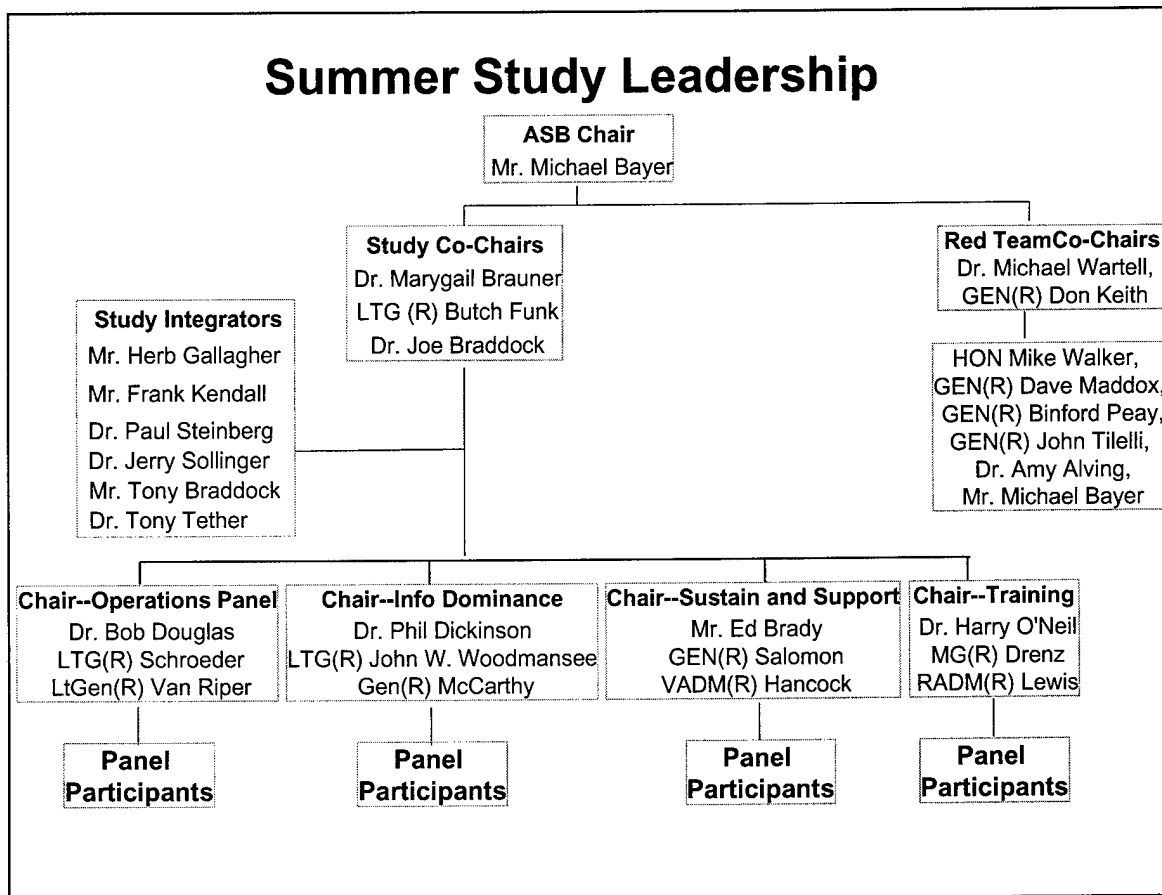 Summer Study Leadership
ASB Chair
Mr. Michael Bayer
Study Co-Chairs
Dr. Marygail Brauner
LTG (R) Butch Funk
Dr. Joe Braddock
Red TeamCo-Chairs
Dr. Michael Wartell,
GEN(R) Don Keith
Study Integrators
Mr. Herb Gallagher
Mr. Frank Kendall
Dr. Paul Steinberg
Dr. Jerry Sollinger
Mr. Tony Braddock
Dr. Tony Tether
HON Mike Walker,
GEN(R) Dave Maddox,
GEN(R) Binford Peay,
GEN(R) John Tilelli,
Dr. Amy Alving,
Mr. Michael Bayer
Chair--Operations Panel
Dr. Bob Douglas
LTG(R) Schroeder
LtGen(R) Van Riper
Chair--Info Dominance
Dr. Phil Dickinson
LTG(R) John W. Woodmansee
Gen(R) McCarthy
Chair--Sustain and Support
Mr. Ed Brady
GEN(R) Salomon
VADM(R) Hancock
Chair--Training
Dr. Harry O'Neil
MG(R) Drenz
RADM(R) Lewis
Panel
Participants
Panel
Participants
Panel
Participants
Panel
Participants